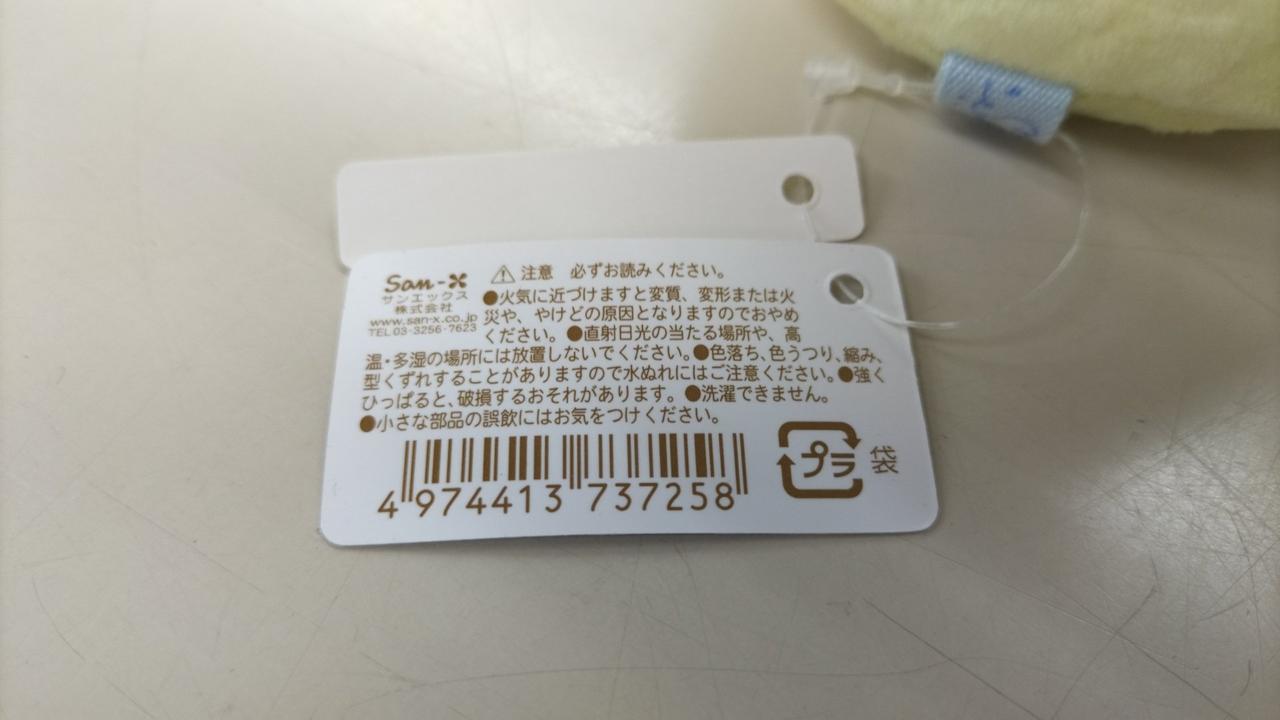 San-X
サンエックス
株式会社
www.san-x.co.jp
TEL03-3256-7623
⚠注意 必ずお読みください。
●火気に近づけますと変質、変形または火
災や、やけどの原因となりますのでおやめ
ください。●直射日光の当たる場所や、高
温・多湿の場所には放置しないでください。●色落ち、色うつり、縮み、
型くずれすることがありますので水ぬれにはご注意ください。●強く
ひっぱると、破損するおそれがあります。●洗濯できません。
●小さな部品の誤飲にはお気をつけください。
4 974413 737258
プラ 袋